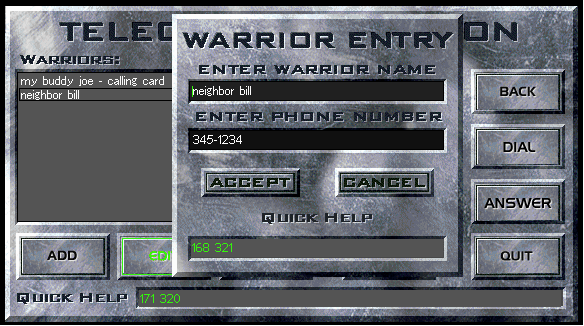 TELEC
ON
WARRIORS:
my buddy joe - calling card
neighbor bill
WARRIOR ENTRY
ENTER WARRIOR NAME
neighbor bill
ENTER PHONE NUMBER
345-1234
ACCEPT
CANCEL
QUICK HELP
168 321
BACK
DIAL
ANSWER
QUIT
ADD
QUICK HELP
171 320